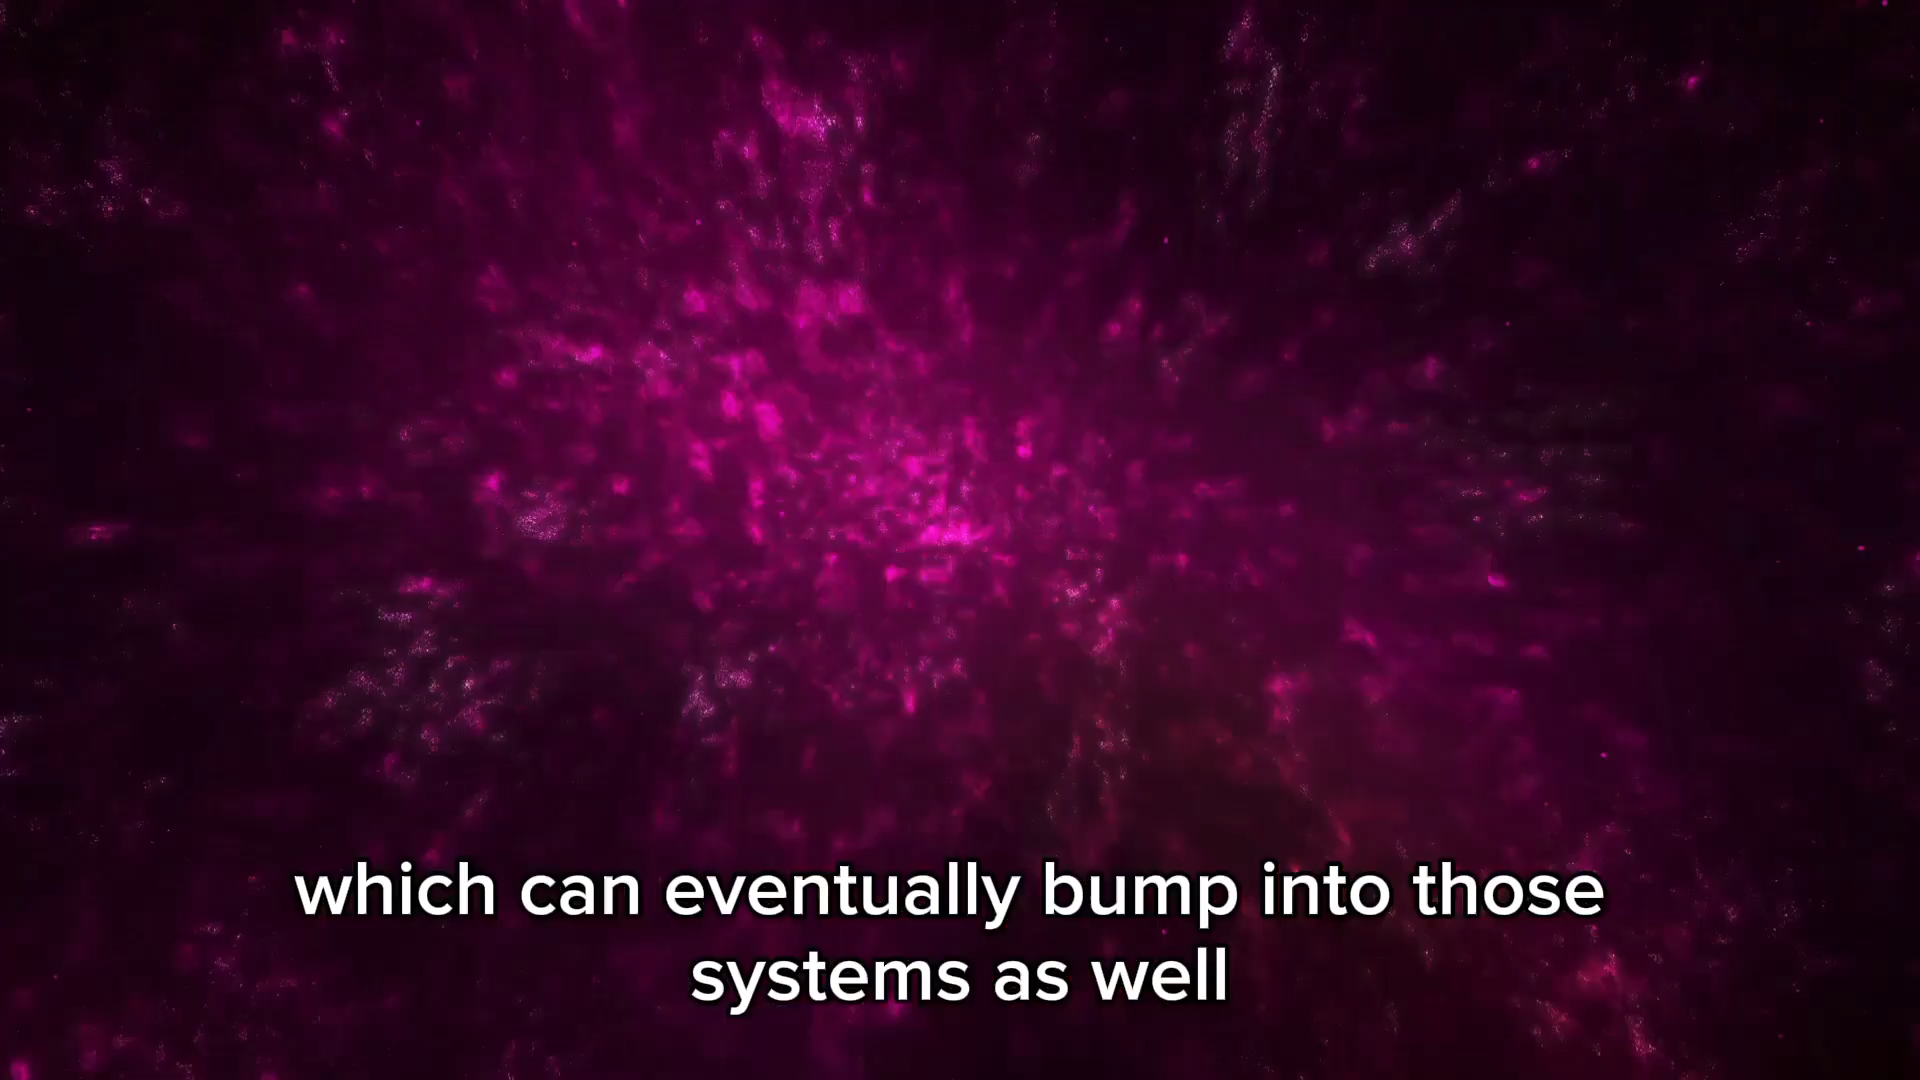 which can eventually bump into those
systems as well